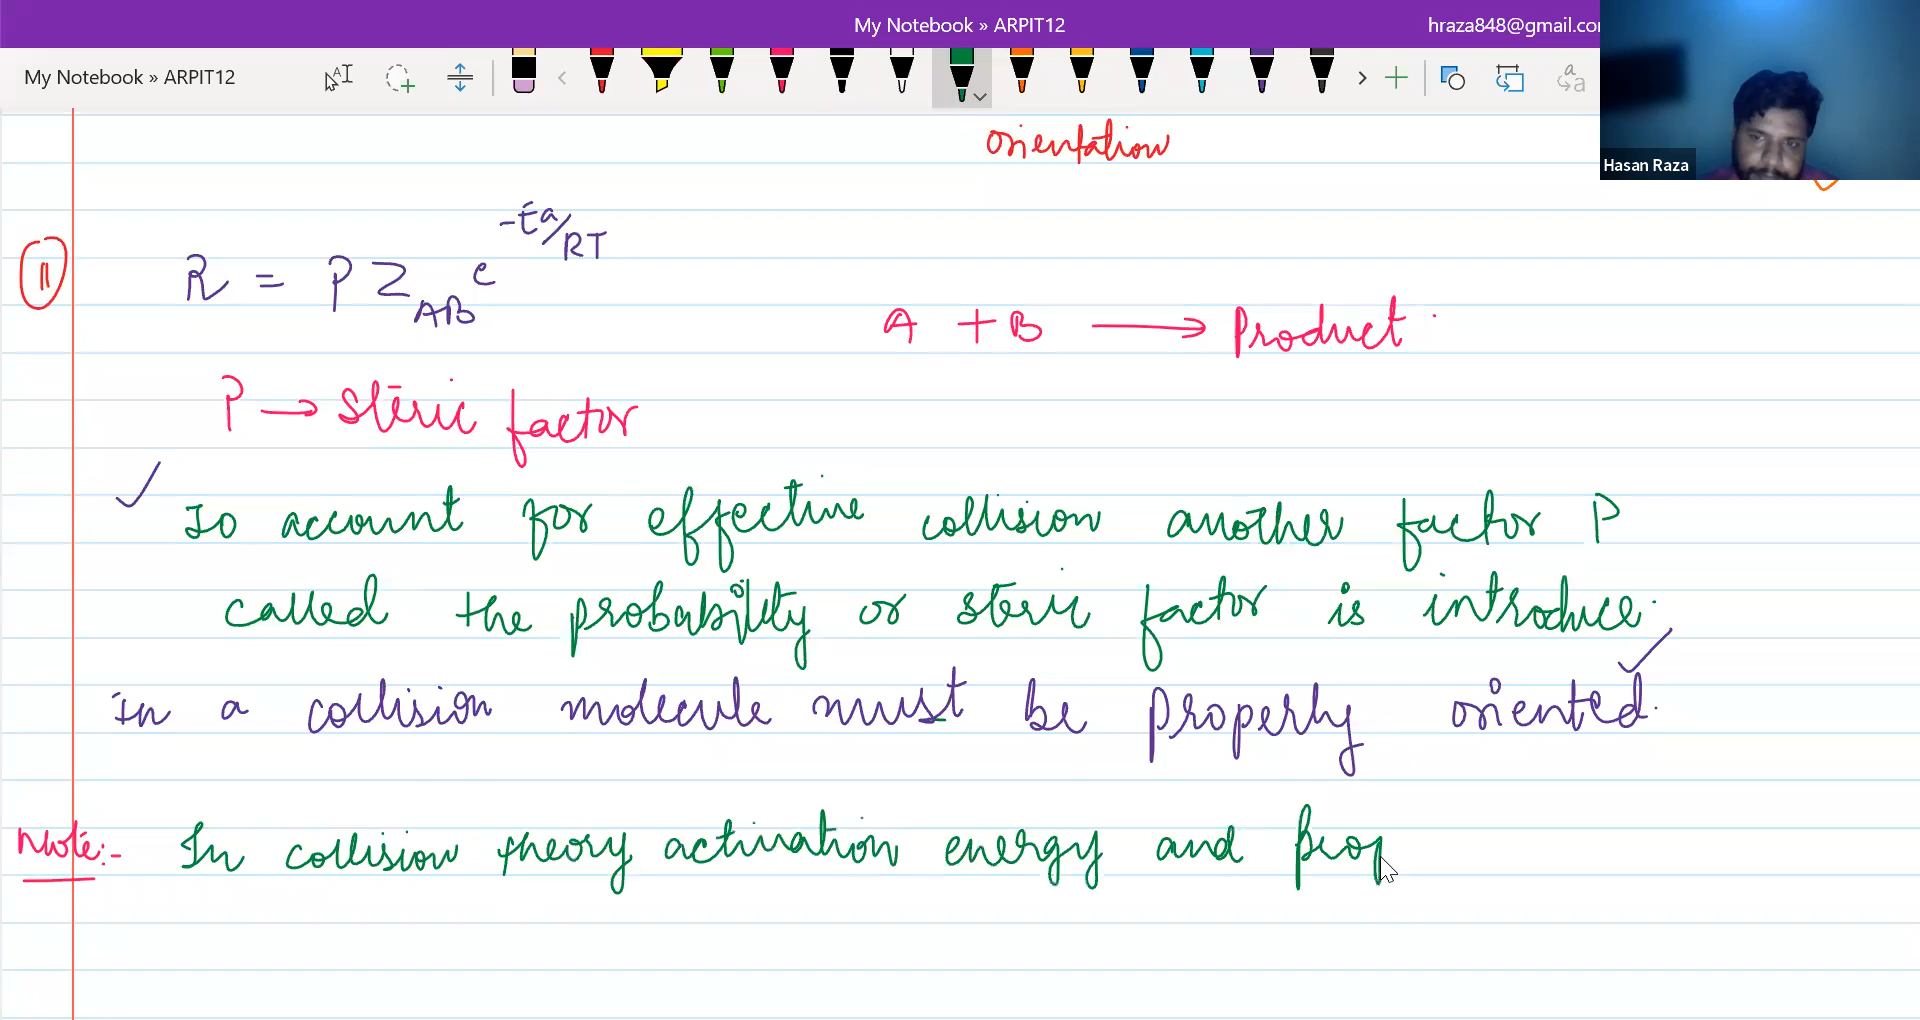 My Notebook » ARPIT12
hraza848@gmail.co
My Notebook » ARPIT12
Hasan Raza
orientation
11
R = P Z_AB e^-Ea/RT
A + B ⟶ Product.
P → steric factor
✓ To account for effective collision another factor P
called the probability or steric factor is introduce.
In a collision molecule must be properly oriented. ✓
Note:- In collision theory activation energy and prop